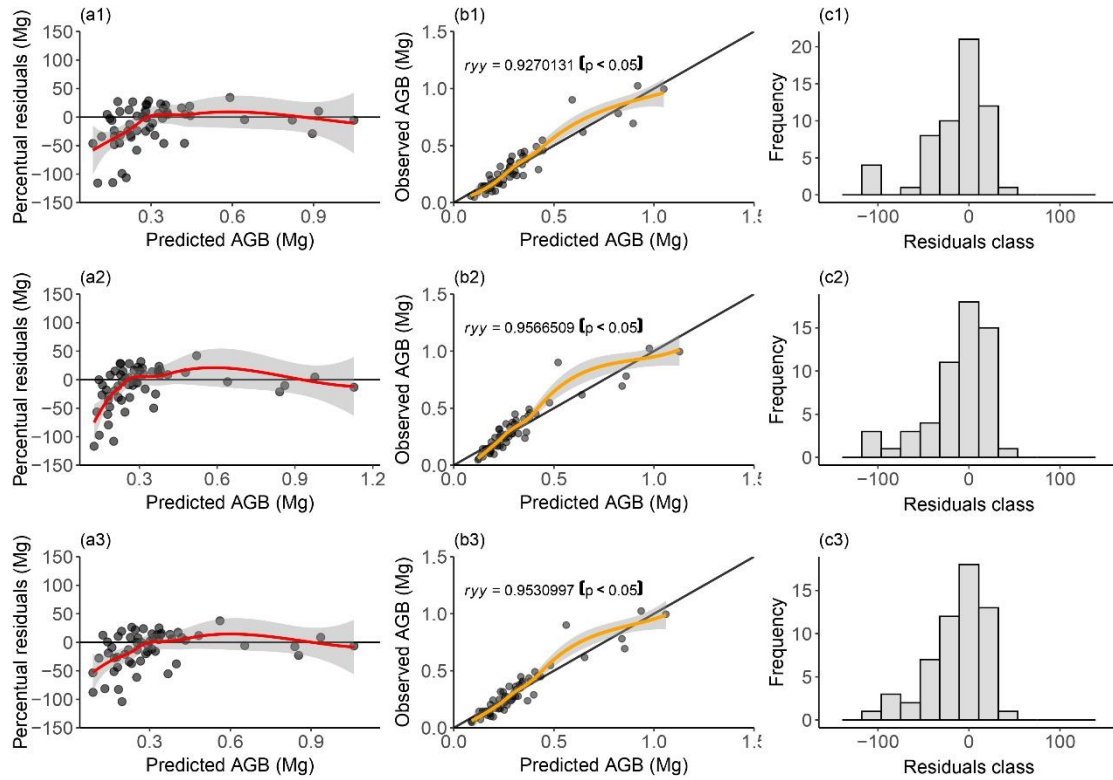 (a1)
Percentual residuals (Mg)
150
100
50
0
−50
−100
−150
0.3
0.6
0.9
Predicted AGB (Mg)
(b1)
Observed AGB (Mg)
1.5
1.0
0.5
0.0
ryy = 0.9270131 (p < 0.05)
0.0
0.5
1.0
1.5
Predicted AGB (Mg)
(c1)
Frequency
20
15
10
5
0
−100
0
100
Residuals class
(a2)
Percentual residuals (Mg)
150
100
50
0
−50
−100
−150
0.3
0.6
0.9
1.2
Predicted AGB (Mg)
(b2)
Observed AGB (Mg)
1.5
1.0
0.5
0.0
ryy = 0.9566509 (p < 0.05)
0.0
0.5
1.0
1.5
Predicted AGB (Mg)
(c2)
Frequency
15
10
5
0
−100
0
100
Residuals class
(a3)
Percentual residuals (Mg)
150
100
50
0
−50
−100
−150
0.3
0.6
0.9
Predicted AGB (Mg)
(b3)
Observed AGB (Mg)
1.5
1.0
0.5
0.0
ryy = 0.9530997 (p < 0.05)
0.0
0.5
1.0
1.5
Predicted AGB (Mg)
(c3)
Frequency
15
10
5
0
−100
0
100
Residuals class